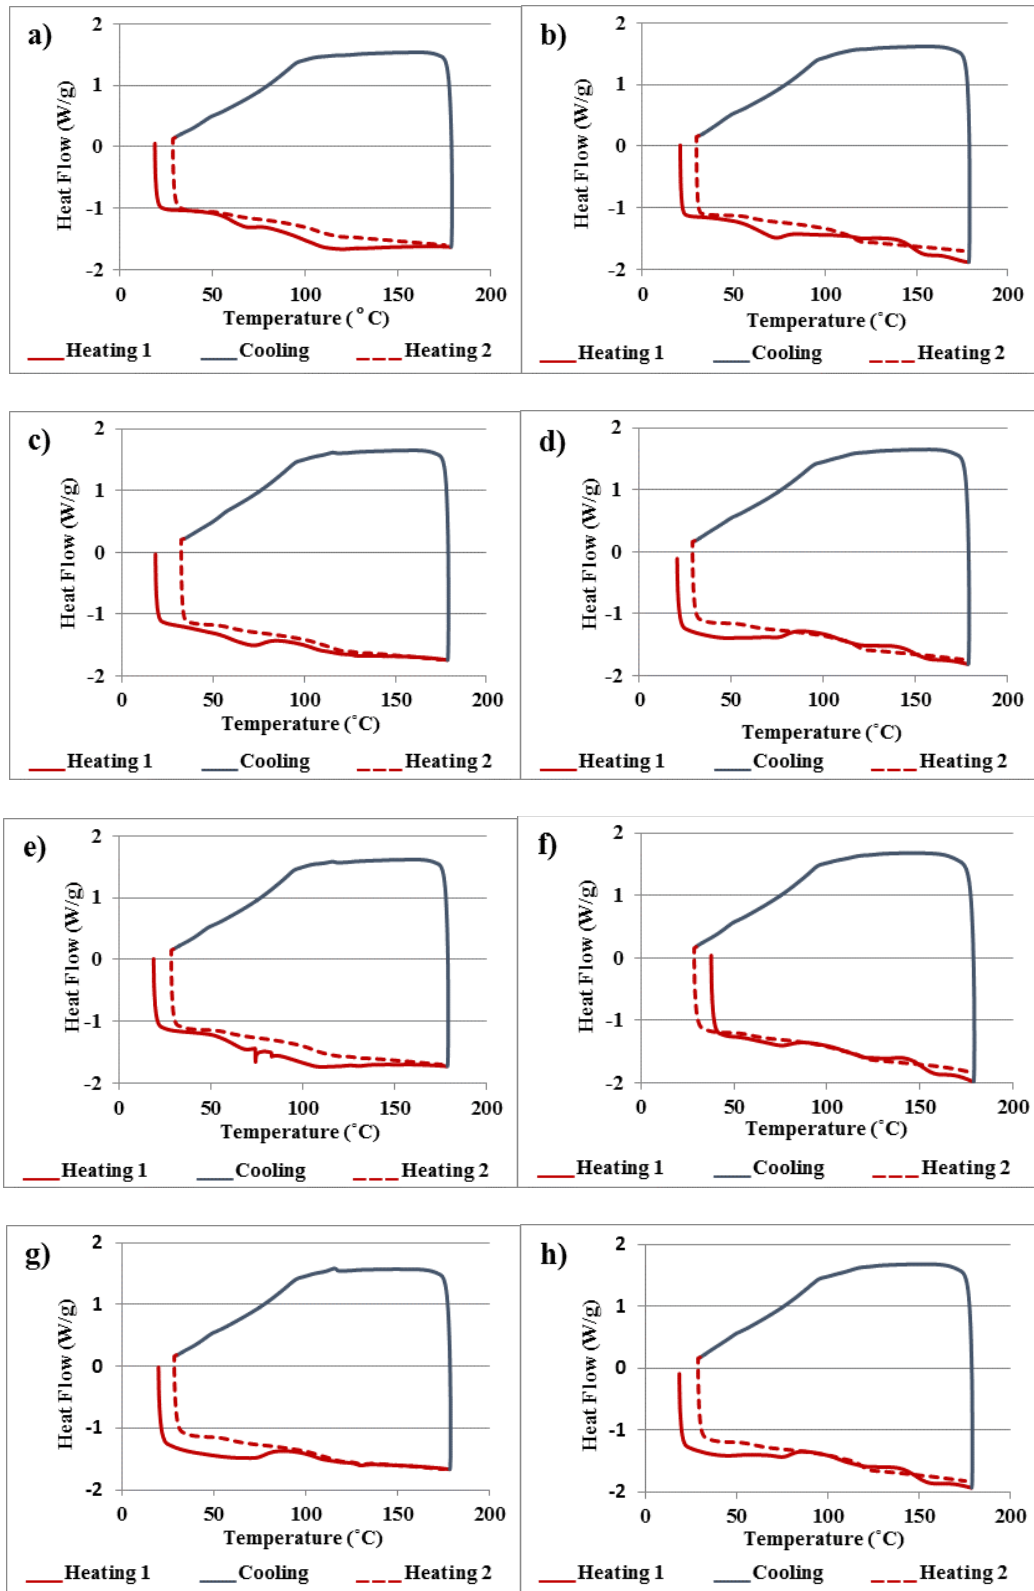 a)
Heat Flow (W/g)
2
1
0
-1
-2
0 50 100 150 200
Temperature ( °C)
Heating 1 Cooling Heating 2
b)
Heat Flow (W/g)
2
1
0
-1
-2
0 50 100 150 200
Temperature (°C)
Heating 1 Cooling Heating 2
c)
Heat Flow (W/g)
2
1
0
-1
-2
0 50 100 150 200
Temperature (°C)
Heating 1 Cooling Heating 2
d)
Heat Flow (W/g)
2
1
0
-1
-2
0 50 100 150 200
Temperature (°C)
Heating 1 Cooling Heating 2
e)
Heat Flow (W/g)
2
1
0
-1
-2
0 50 100 150 200
Temperature (°C)
Heating 1 Cooling Heating 2
f)
Heat Flow (W/g)
2
1
0
-1
-2
0 50 100 150 200
Temperature (°C)
Heating 1 Cooling Heating 2
g)
Heat Flow (W/g)
2
1
0
-1
-2
0 50 100 150 200
Temperature (°C)
Heating 1 Cooling Heating 2
h)
Heat Flow (W/g)
2
1
0
-1
-2
0 50 100 150 200
Temperature (°C)
Heating 1 Cooling Heating 2